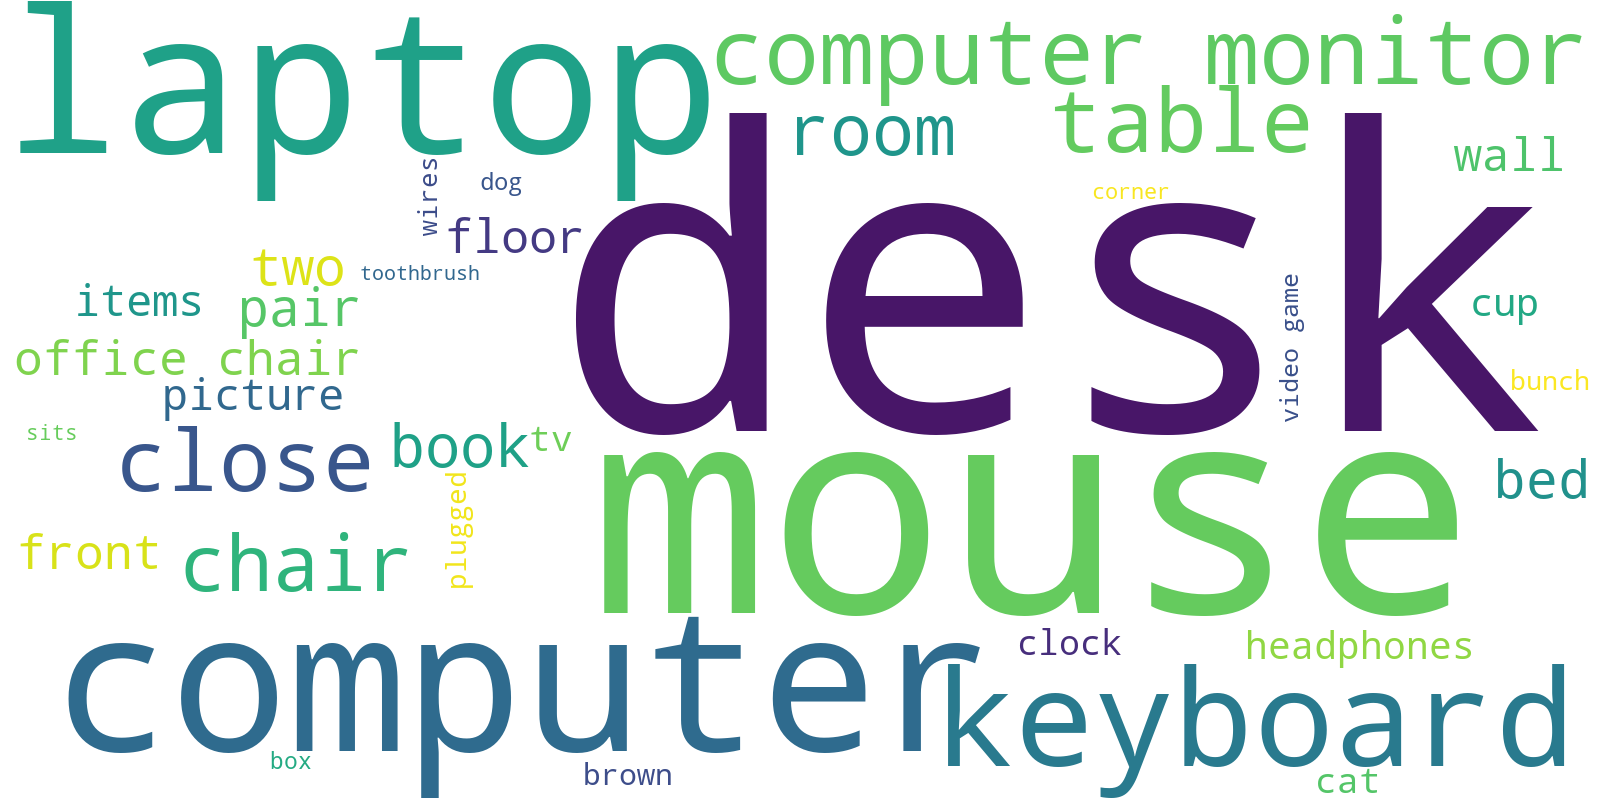 laptop
computer monitor
room
table
wall
wires
dog
corner
floor
desk
two
toothbrush
items
pair
video game
cup
office chair
picture
bunch
sits
close
book
tv
mouse
bed
plugged
front
chair
computer
clock
headphones
keyboard
box
brown
cat